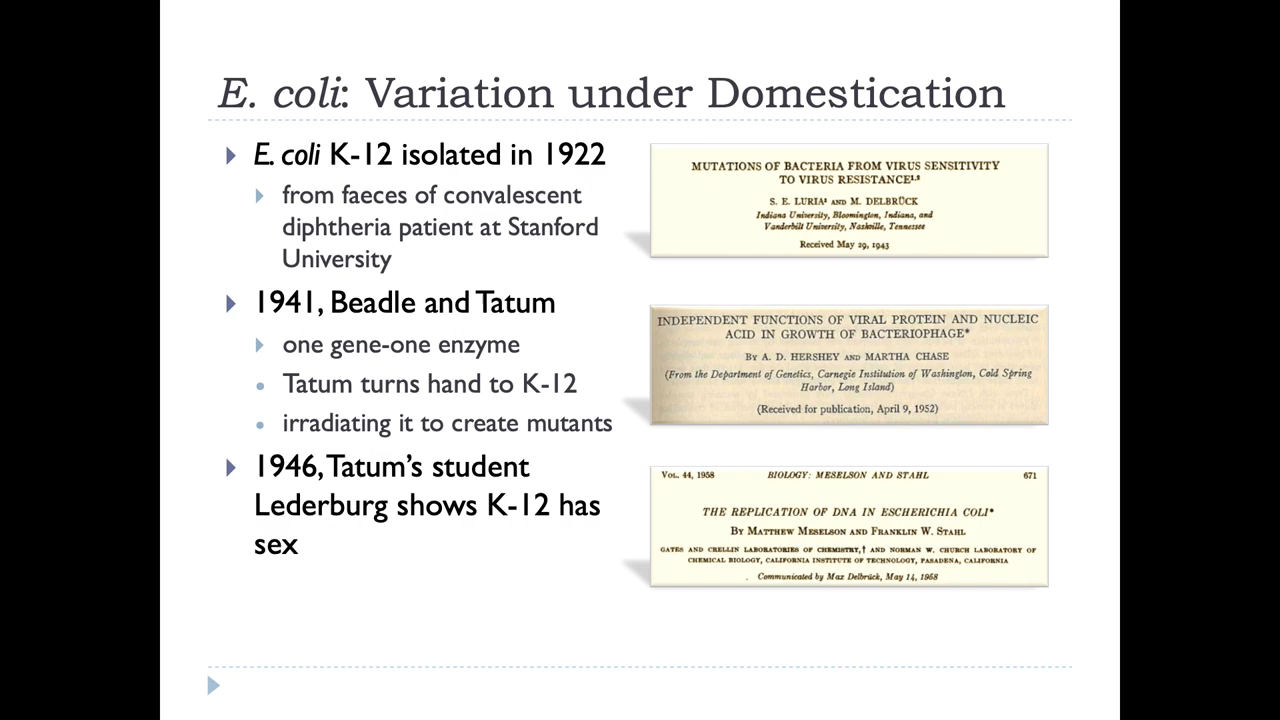 E. coli: Variation under Domestication
E. coli K-12 isolated in 1922
from faeces of convalescent
diphtheria patient at Stanford
University
1941, Beadle and Tatum
one gene-one enzyme
Tatum turns hand to K-12
irradiating it to create mutants
1946, Tatum's student
Lederburg shows K-12 has
sex
MUTATIONS OF BACTERIA FROM VIRUS SENSITIVITY
TO VIRUS RESISTANCE¹,²
S. E. LURIA³ AND M. DELBRÜCK
Indiana University, Bloomington, Indiana, and
Vanderbilt University, Nashville, Tennessee
Received May 29, 1943
INDEPENDENT FUNCTIONS OF VIRAL PROTEIN AND NUCLEIC
ACID IN GROWTH OF BACTERIOPHAGE*
BY A. D. HERSHEY AND MARTHA CHASE
(From the Department of Genetics, Carnegie Institution of Washington, Cold Spring
Harbor, Long Island)
(Received for publication, April 9, 1952)
VOL. 44, 1958 BIOLOGY: MESELSON AND STAHL 671
THE REPLICATION OF DNA IN ESCHERICHIA COLI*
BY MATTHEW MESELSON AND FRANKLIN W. STAHL
GATES AND CRELLIN LABORATORIES OF CHEMISTRY,† AND NORMAN W. CHURCH LABORATORY OF
CHEMICAL BIOLOGY, CALIFORNIA INSTITUTE OF TECHNOLOGY, PASADENA, CALIFORNIA
Communicated by Max Delbrück, May 14, 1958